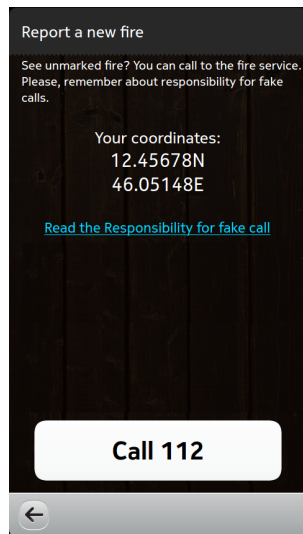 Report a new fire
See unmarked fire? You can call to the fire service.
Please, remember about responsibility for fake
calls.
Your coordinates:
12.45678N
46.05148E
Read the Responsibility for fake call
Call 112